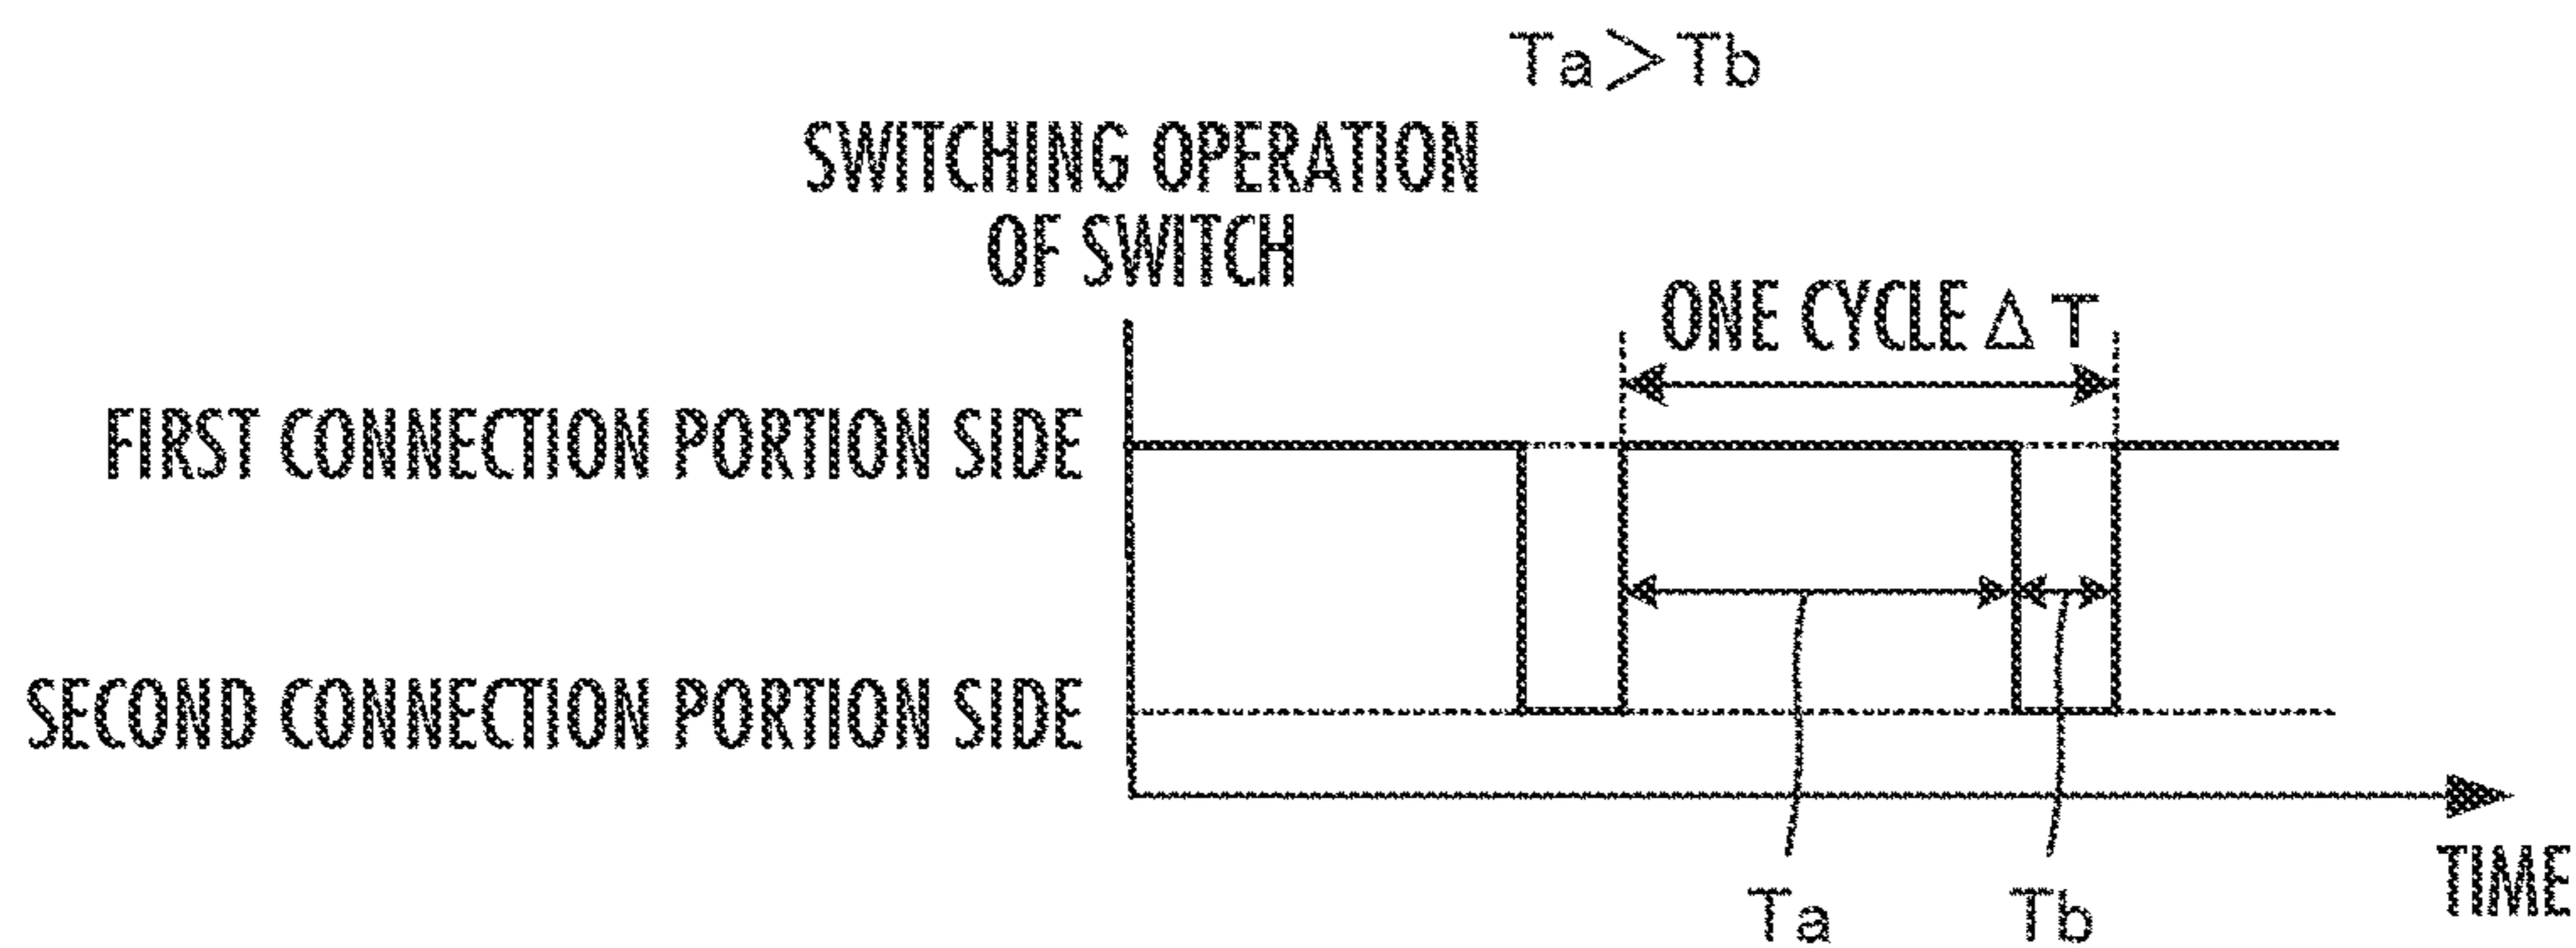 Ta>Tb
SWITCHING OPERATION
OF SWITCH
ONE CYCLE Δ T
FIRST CONNECTION PORTION SIDE
SECOND CONNECTION PORTION SIDE
TIME
Ta
Tb